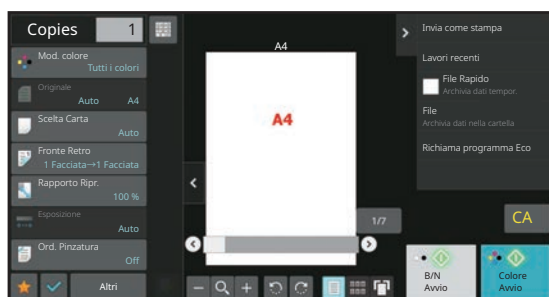 Copies 1
Mod. colore
Tutti i colori
Originale
Auto A4
Scelta Carta
Auto
Fronte Retro
1 Facciata→1 Facciata
Rapporto Ripr.
100 %
Esposizione
Auto
Ord. Pinzatura
Off
Altri
A4
A4
1/7
Invia come stampa
Lavori recenti
File Rapido
Archivia dati tempor.
File
Archivia dati nella cartella
Richiama programma Eco
CA
B/N
Avvio
Colore
Avvio